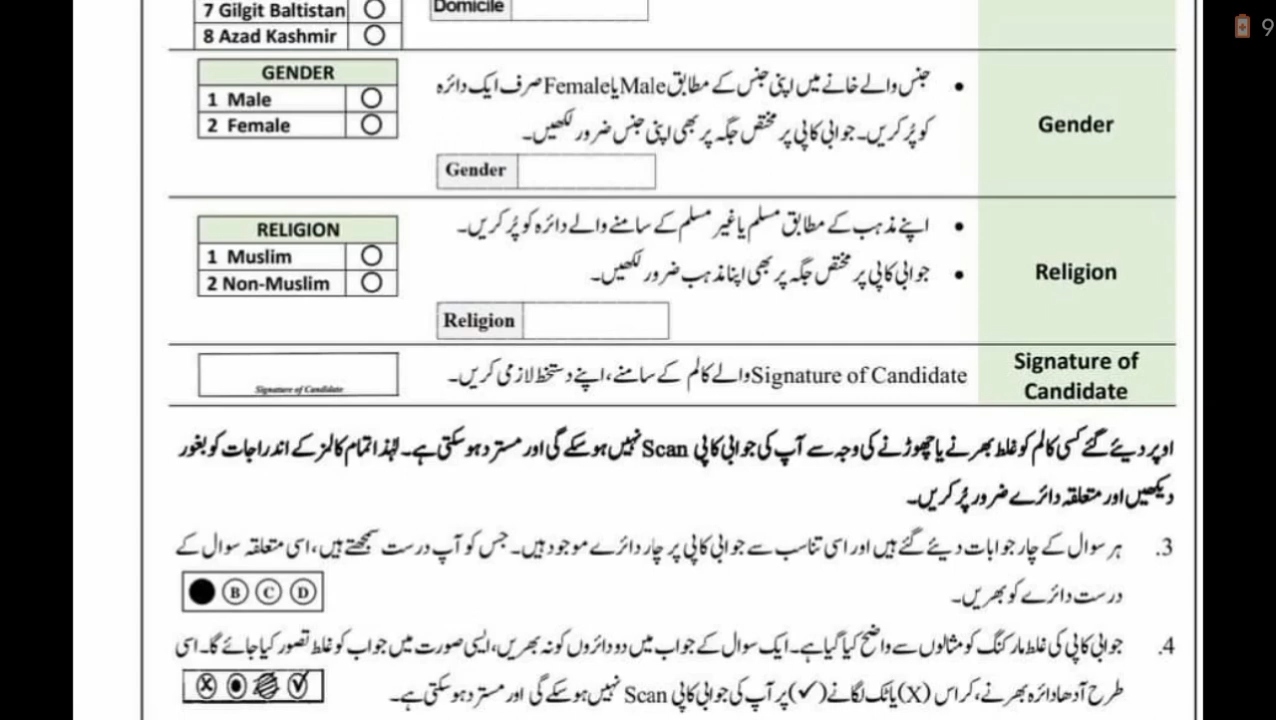 7 Gilgit Baltistan
8 Azad Kashmir
Domicile
GENDER
1 Male
2 Female
• جنس والے خانے میں اپنی جنس کے مطابق Male یا Female صرف ایک دائرہ
کو پُر کریں۔ جوابی کاپی پر مختص جگہ پر بھی اپنی جنس ضرور لکھیں۔
Gender
Gender
RELIGION
1 Muslim
2 Non-Muslim
• اپنے مذہب کے مطابق مسلم یا غیر مسلم کے سامنے والے دائرہ کو پُر کریں۔
• جوابی کاپی پر مختص جگہ پر بھی اپنا مذہب ضرور لکھیں۔
Religion
Religion
Signature of Candidate
Signature of Candidate والے کالم کے سامنے، اپنے دستخط لازمی کریں۔
Signature of
Candidate
اوپر دیئے گئے کسی کالم کو غلط بھرنے یا چھوڑنے کی وجہ سے آپ کی جوابی کاپی Scan نہیں ہو سکے گی اور مسترد ہو سکتی ہے۔ لہٰذا تمام کالمز کے اندراجات کو بغور
دیکھیں اور متعلقہ دائرے ضرور پُر کریں۔
3. ہر سوال کے چار جوابات دیئے گئے ہیں اور اسی تناسب سے جوابی کاپی پر چار دائرے موجود ہیں۔ جس کو آپ درست سمجھتے ہیں، اسی متعلقہ سوال کے
درست دائرے کو بھریں۔
B C D
4. جوابی کاپی کی غلط مارکنگ کو مثالوں سے واضح کیا گیا ہے۔ ایک سوال کے جواب میں دو دائروں کو نہ بھریں، ایسی صورت میں جواب کو غلط تصور کیا جائے گا۔ اسی
طرح آدھا دائرہ بھرنے، کراس (X) یا ٹک لگانے (✓) پر آپ کی جوابی کاپی Scan نہیں ہو سکے گی اور مسترد ہو سکتی ہے۔
9